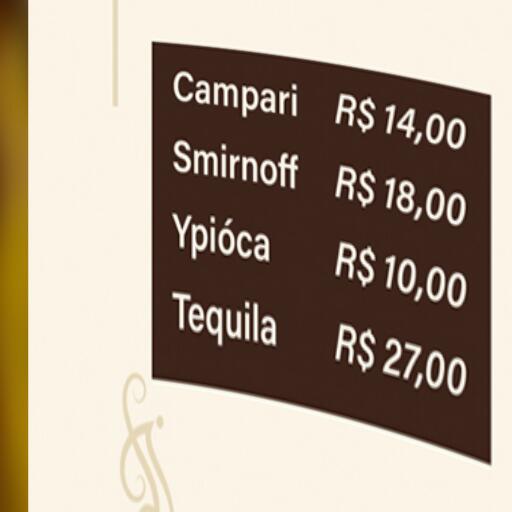 Campari R$ 14,00
Smirnoff R$ 18,00
Ypióca R$ 10,00
Tequila R$ 27,00